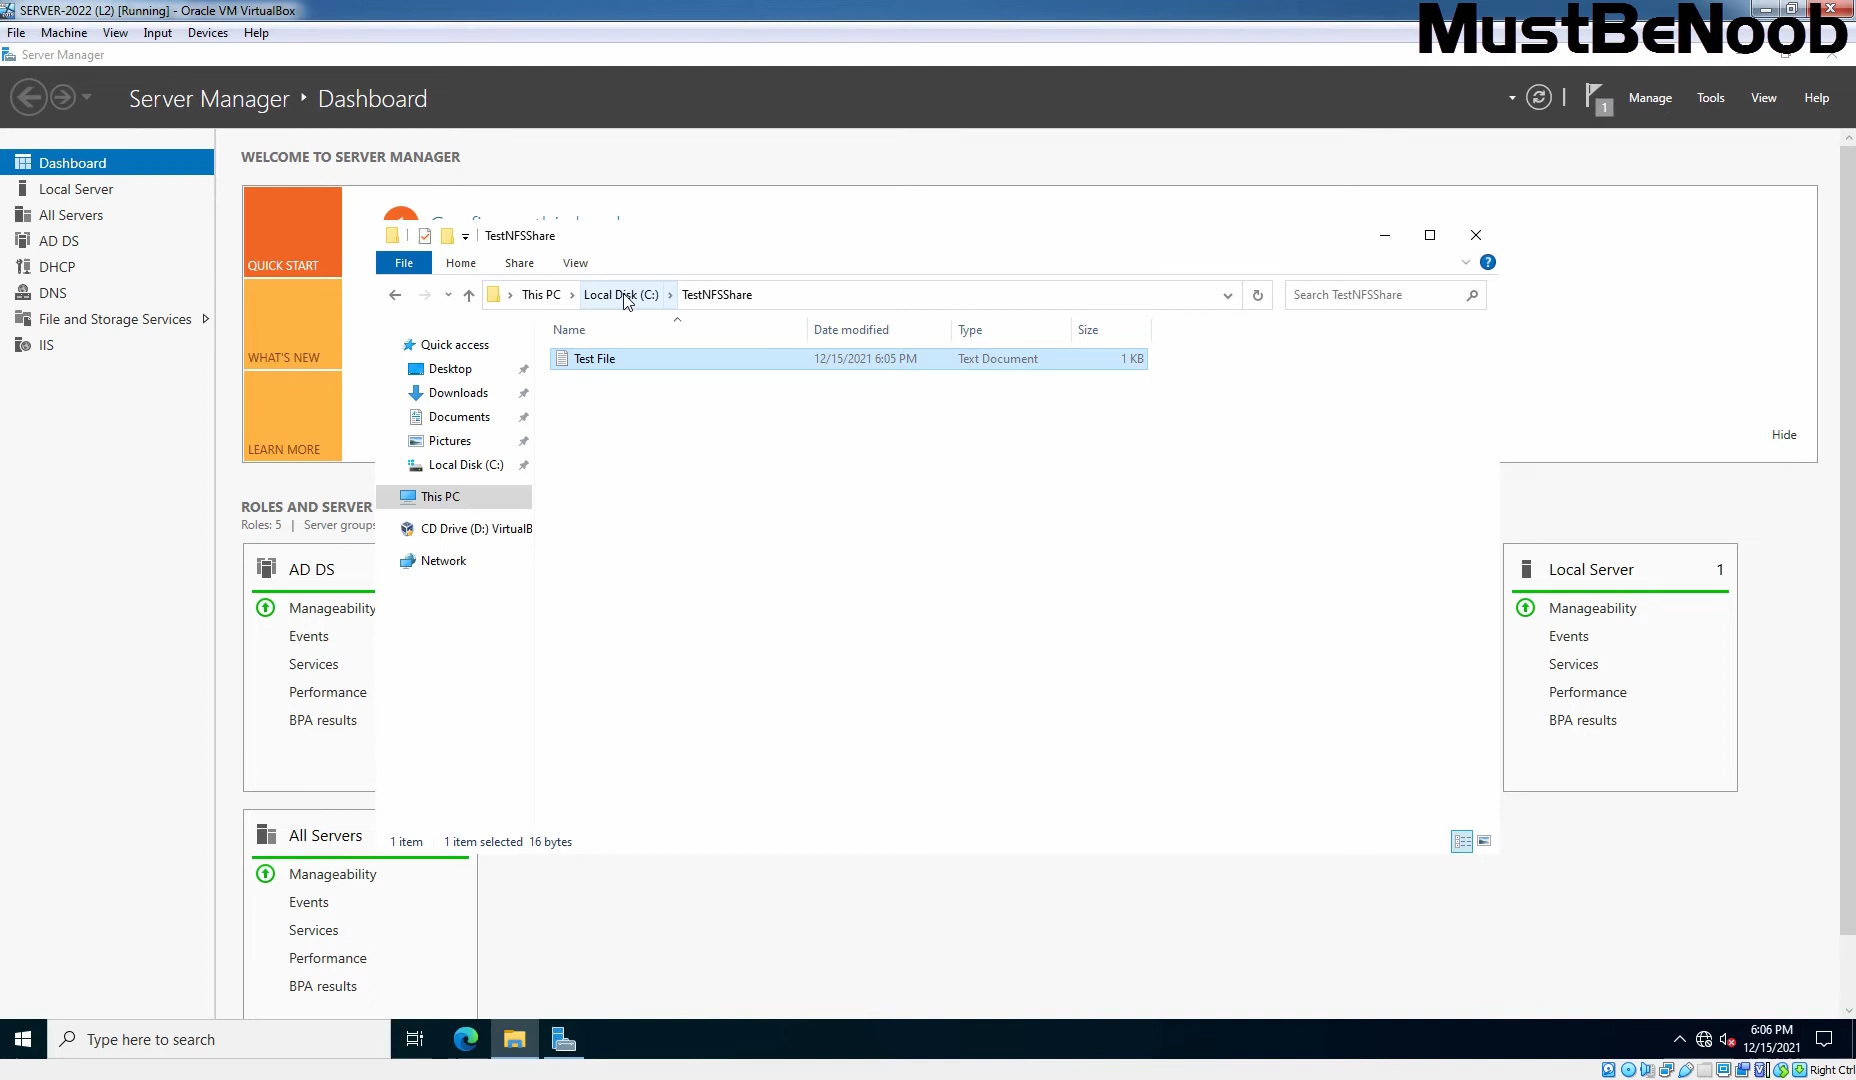 SERVER-2022 (L2) [Running] - Oracle VM VirtualBox
MustBeNoob
File Machine View Input Devices Help
Server Manager
Server Manager Dashboard
1 Manage Tools View Help
Dashboard
Local Server
All Servers
AD DS
DHCP
DNS
File and Storage Services
IIS
WELCOME TO SERVER MANAGER
QUICK START
WHAT'S NEW
LEARN MORE
Hide
TestNFSShare
File Home Share View
This PC Local Disk (C:) TestNFSShare
Search TestNFSShare
Name Date modified Type Size
Test File 12/15/2021 6:05 PM Text Document 1 KB
Quick access
Desktop
Downloads
Documents
Pictures
Local Disk (C:)
This PC
CD Drive (D:) VirtualB
Network
1 item 1 item selected 16 bytes
ROLES AND SERVER
Roles: 5 | Server groups
AD DS
Manageability
Events
Services
Performance
BPA results
Local Server 1
Manageability
Events
Services
Performance
BPA results
All Servers
Manageability
Events
Services
Performance
BPA results
Type here to search
6:06 PM
12/15/2021
Right Ctrl